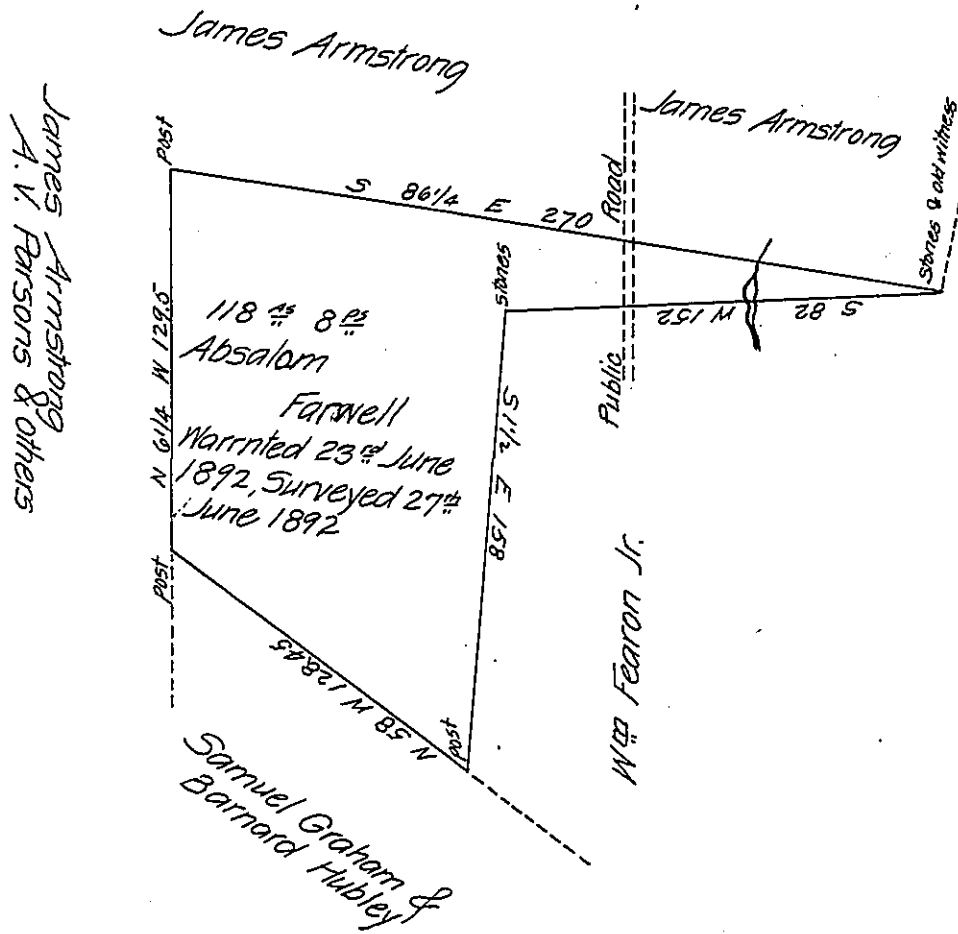 James Armstrong
James Armstrong
James Armstrong
A. V. Parsons & others
post
S 86 1/4 E 270
Public Road
Stones & old witness
stones
S 82 W 152
118 as 8 ps
Absalom
Farwell
Warrnted 23rd June
1892, Surveyed 27th
June 1892
N 6 1/4 W 129.5
S 1 1/2 E 158
post
N 58 W 128.45
post
Wm Fearon Jr.
Samuel Graham &
Barnard Hubley